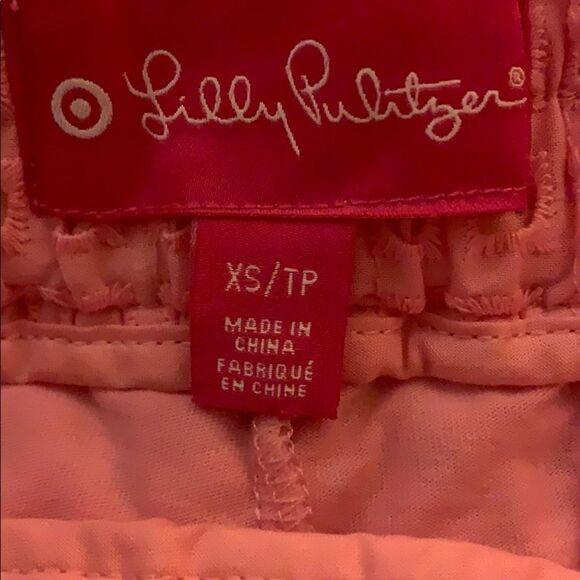 Lilly Pulitzer®
XS/TP
MADE IN
CHINA
FABRIQUÉ
EN CHINE